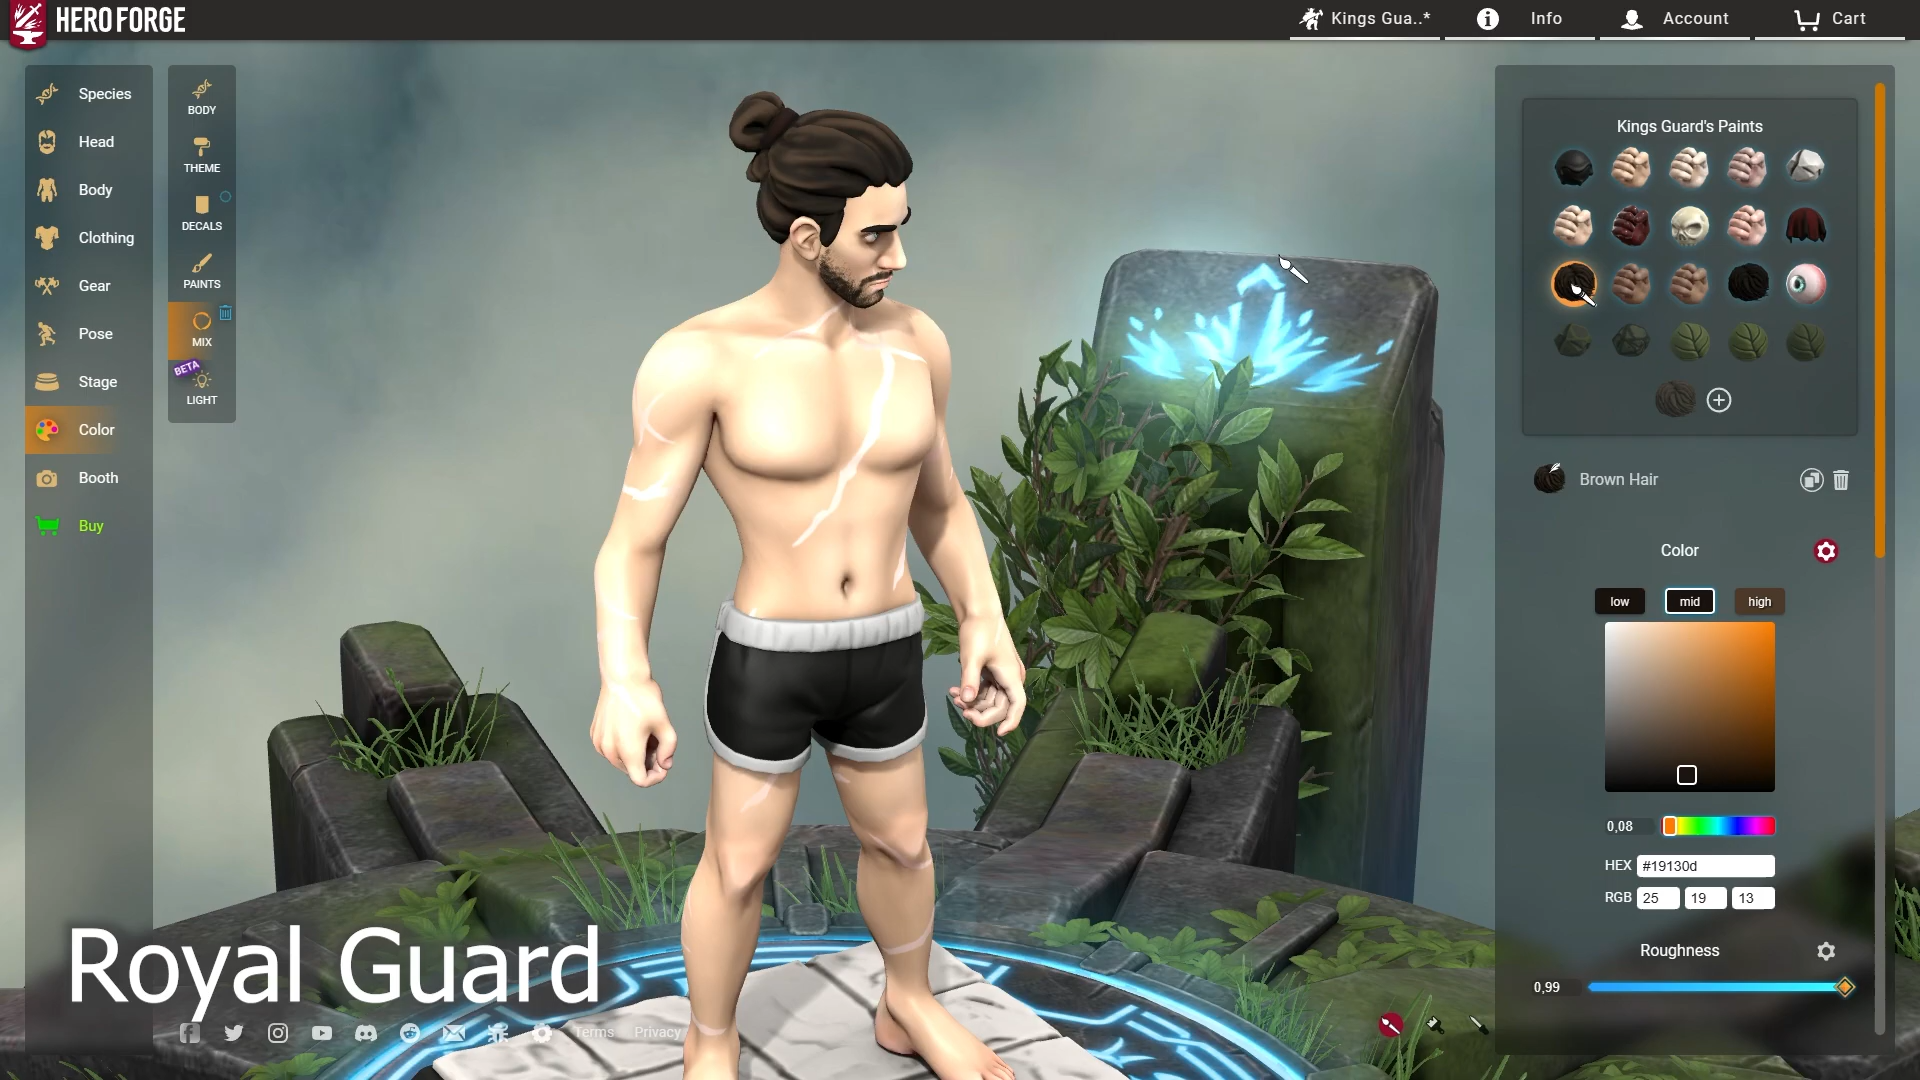 HERO FORGE
Kings Gua..*
Info
Account
Cart
Species
Head
Body
Clothing
Gear
Pose
Stage
Color
Booth
Buy
BODY
THEME
DECALS
PAINTS
MIX
BETA
LIGHT
Kings Guard's Paints
Brown Hair
Color
low mid high
0,08
HEX #19130d
RGB 25 19 13
Roughness
0,99
Royal Guard
Terms Privacy